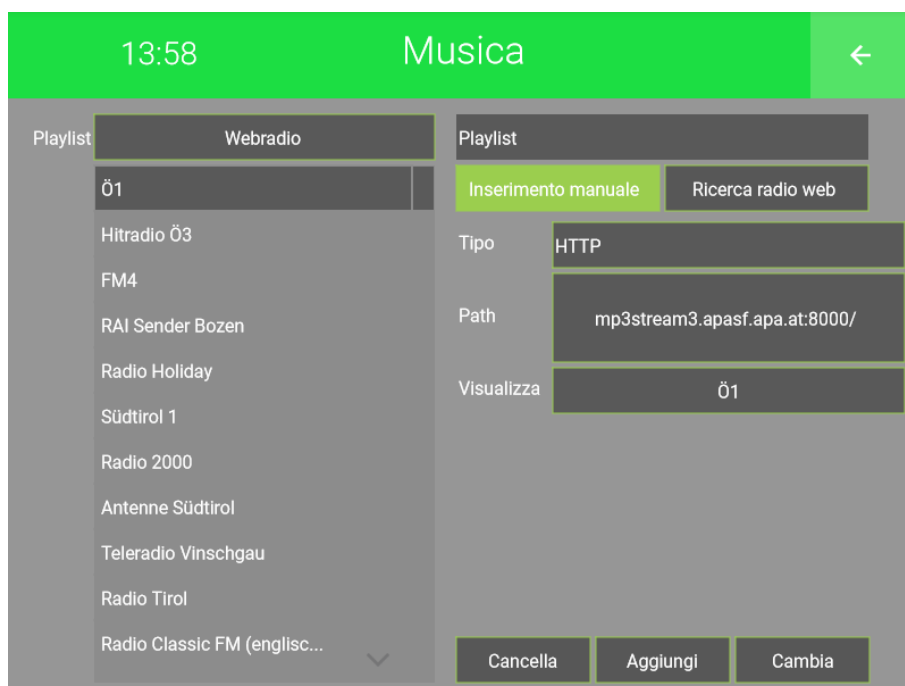 13:58 Musica
Playlist Webradio
Ö1
Hitradio Ö3
FM4
RAI Sender Bozen
Radio Holiday
Südtirol 1
Radio 2000
Antenne Südtirol
Teleradio Vinschgau
Radio Tirol
Radio Classic FM (englisc...
Playlist
Inserimento manuale Ricerca radio web
Tipo HTTP
Path mp3stream3.apasf.apa.at:8000/
Visualizza Ö1
Cancella Aggiungi Cambia